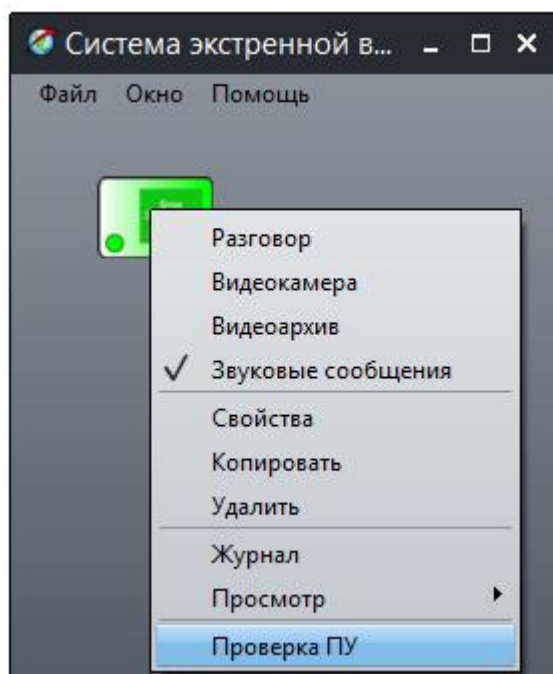 Система экстренной в...
Файл Окно Помощь
Разговор
Видеокамера
Видеоархив
Звуковые сообщения
Свойства
Копировать
Удалить
Журнал
Просмотр
Проверка ПУ